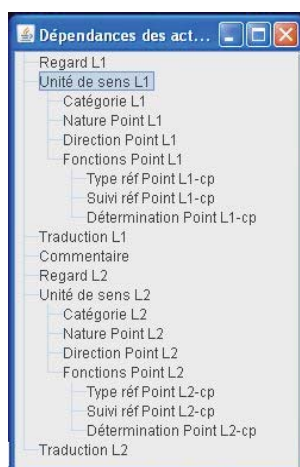 Dépendances des act...
Regard L1
Unité de sens L1
Catégorie L1
Nature Point L1
Direction Point L1
Fonctions Point L1
Type réf Point L1-cp
Suivi réf Point L1-cp
Détermination Point L1-cp
Traduction L1
Commentaire
Regard L2
Unité de sens L2
Catégorie L2
Nature Point L2
Direction Point L2
Fonctions Point L2
Type réf Point L2-cp
Suivi réf Point L2-cp
Détermination Point L2-cp
Traduction L2